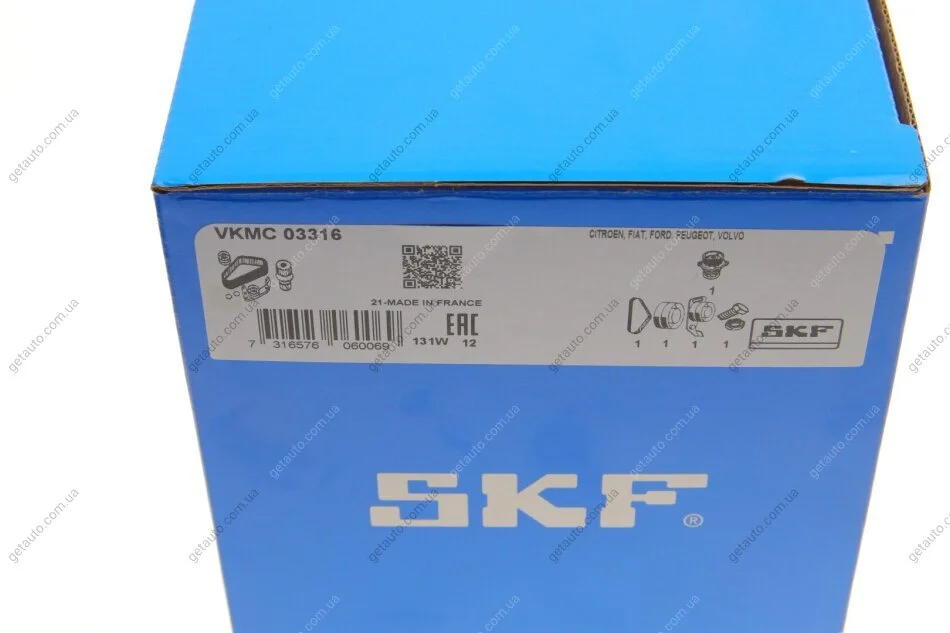 VKMC 03316
CITROEN, FIAT, FORD, PEUGEOT, VOLVO
1
21-MADE IN FRANCE
EAC
7 316576 060069
131W 12
1 1 1 1
SKF
SKF®
getauto.com.ua